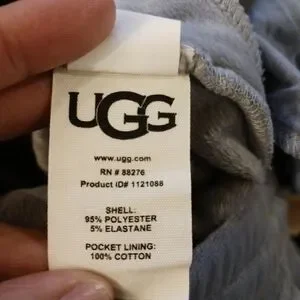 UGG
www.ugg.com
RN # 88276
Product ID# 1121088
SHELL:
95% POLYESTER
5% ELASTANE
POCKET LINING:
100% COTTON